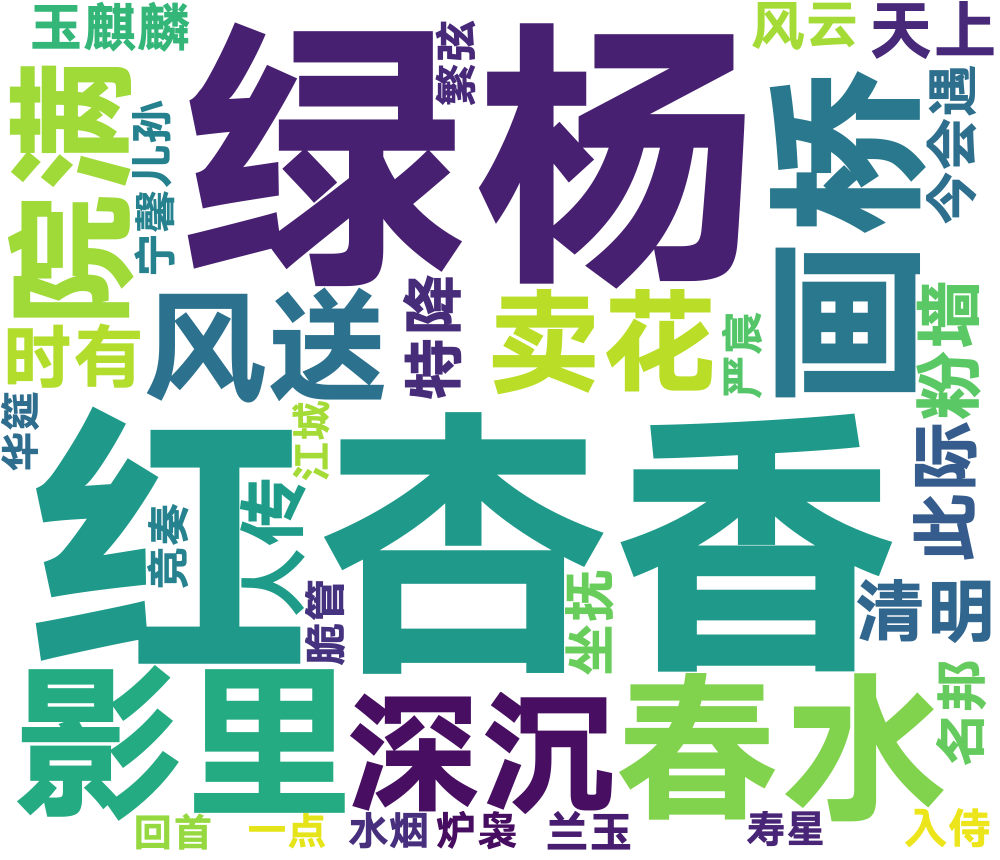 玉麒麟
绿杨
繁弦
风云
天上
院满
宁馨儿孙
桥
今会遇
画
时有
风送
特降
卖花
严宸
粉墙
华筵
江城
红杏香
人传
竞奏
脆管
坐抚
此际
清明
影里
深沉
春水
名邦
回首
一点
水烟
炉袅
兰玉
寿星
入侍